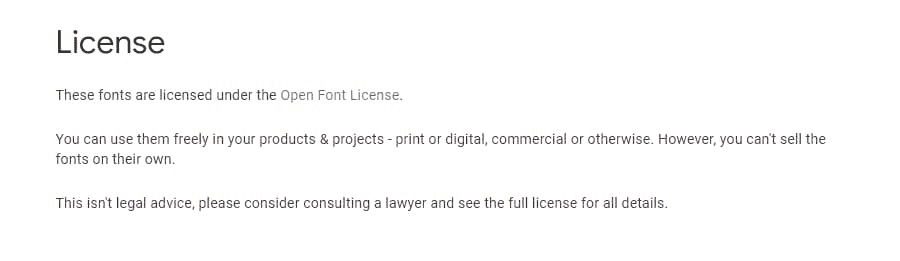 License
These fonts are licensed under the Open Font License.
You can use them freely in your products & projects - print or digital, commercial or otherwise. However, you can't sell the
fonts on their own.
This isn't legal advice, please consider consulting a lawyer and see the full license for all details.